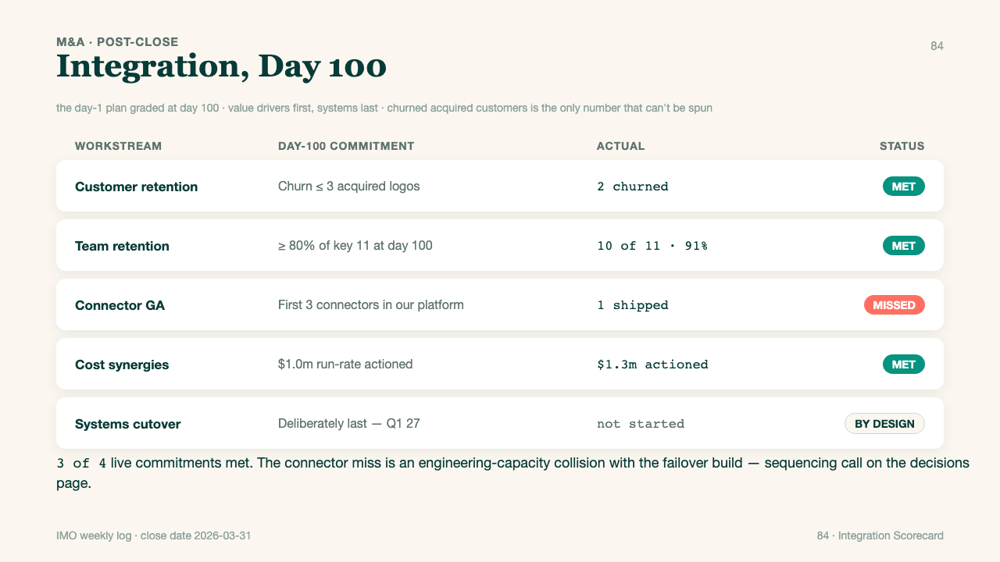 M&A · POST-CLOSE
84
Integration, Day 100
the day-1 plan graded at day 100 · value drivers first, systems last · churned acquired customers is the only number that can't be spun
WORKSTREAM DAY-100 COMMITMENT ACTUAL STATUS
Customer retention Churn ≤ 3 acquired logos 2 churned MET
Team retention ≥ 80% of key 11 at day 100 10 of 11 · 91% MET
Connector GA First 3 connectors in our platform 1 shipped MISSED
Cost synergies $1.0m run-rate actioned $1.3m actioned MET
Systems cutover Deliberately last — Q1 27 not started BY DESIGN
3 of 4 live commitments met. The connector miss is an engineering-capacity collision with the failover build — sequencing call on the decisions
page.
IMO weekly log · close date 2026-03-31
84 · Integration Scorecard